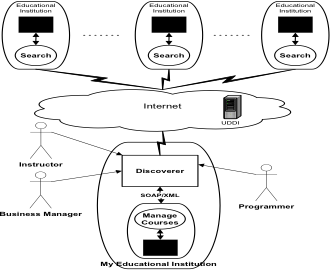 Educational
Institution
Educational
Institution
Educational
Institution
Search
Search
Search
Internet
UDDI
Instructor
Discoverer
SOAP/XML
Business Manager
Programmer
Manage
Courses
My Educational Institution